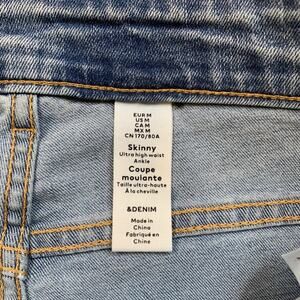 EUR M
US M
CA M
MX M
CN 170/80A
Skinny
Ultra high waist
Ankle
Coupe
moulante
Taille ultra-haute
À la cheville
&DENIM
Made in
China
Fabriqué en
Chine